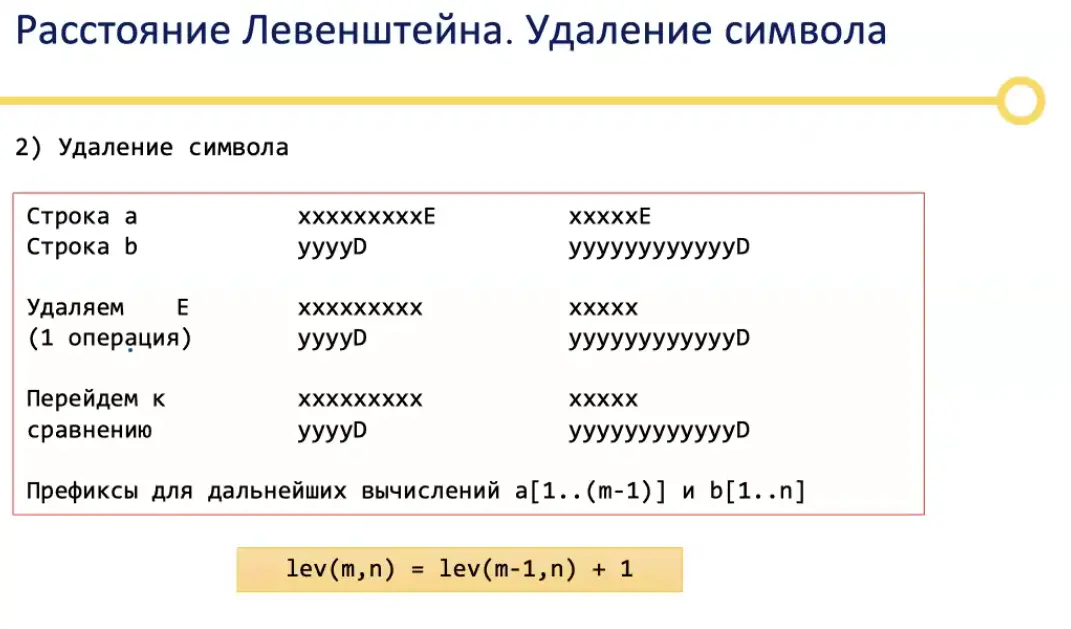 Расстояние Левенштейна. Удаление символа
2) Удаление символа
Строка a xxxxxxxxxE xxxxxE
Строка b yyyyD yyyyyyyyyyyyD
Удаляем E xxxxxxxxx xxxxx
(1 операция) yyyyD yyyyyyyyyyyyD
Перейдем к xxxxxxxxx xxxxx
сравнению yyyyD yyyyyyyyyyyyD
Префиксы для дальнейших вычислений a[1..(m-1)] и b[1..n]
lev(m,n) = lev(m-1,n) + 1